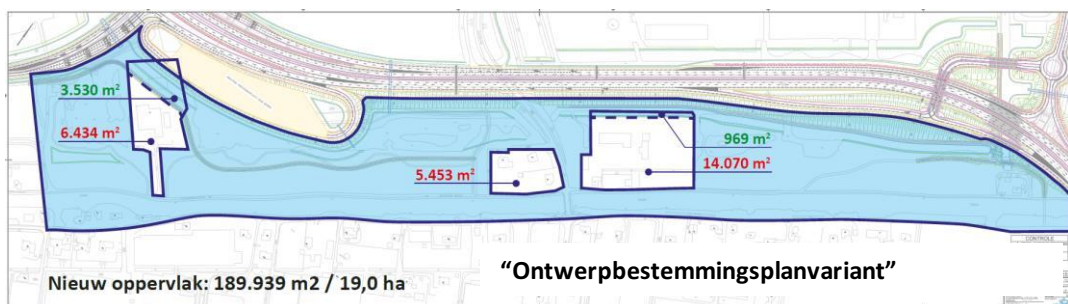 3.530 m²
6.434 m²
5.453 m²
969 m²
14.070 m²
CONTROLE
Nieuw oppervlak: 189.939 m2 / 19,0 ha
“Ontwerpbestemmingsplanvariant”